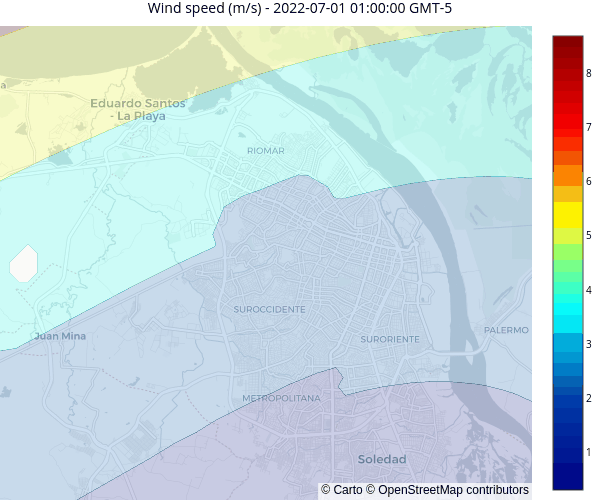 Wind speed (m/s) - 2022-07-01 01:00:00 GMT-5
a
Eduardo Santos
- La Playa
RIOMAR
SUROCCIDENTE
Juan Mina
SURORIENTE
PALERMO
METROPOLITANA
Soledad
© Carto © OpenStreetMap contributors
8
7
6
5
4
3
2
1